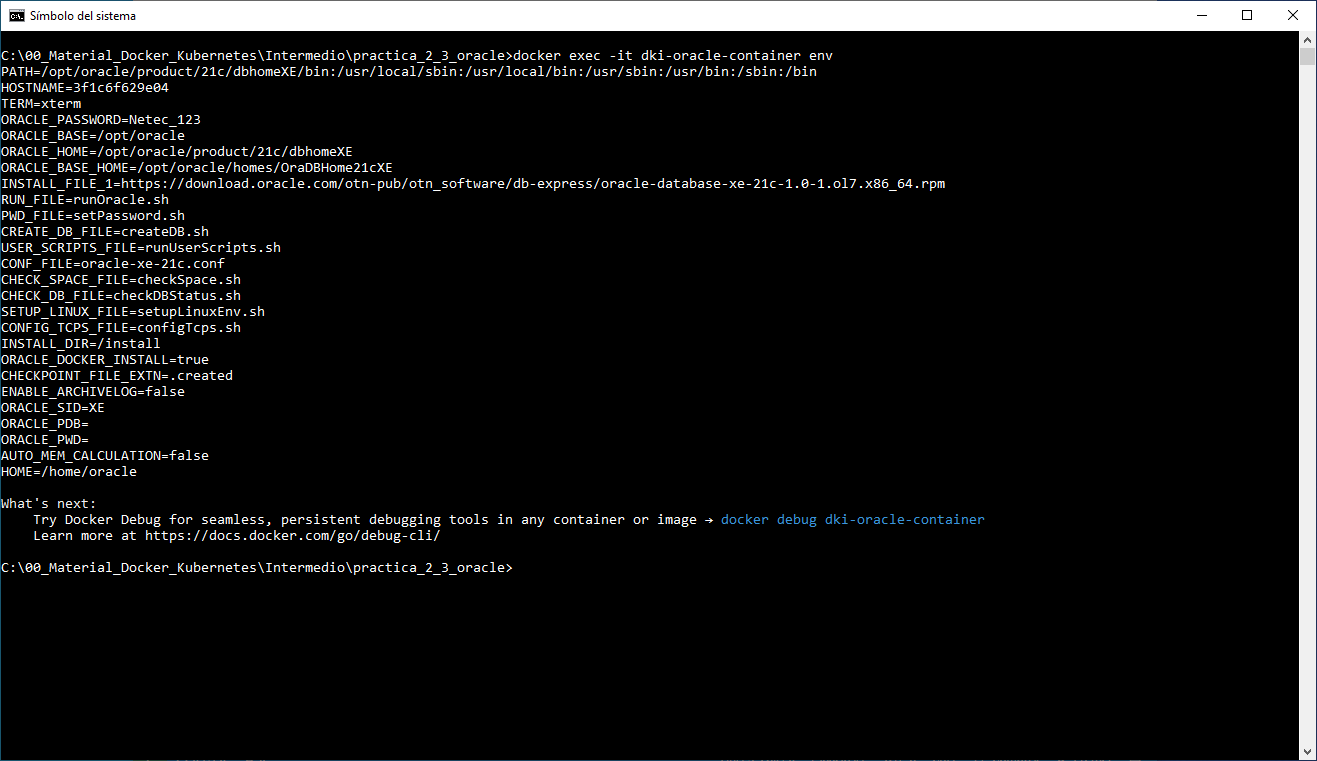 Símbolo del sistema
C:\00_Material_Docker_Kubernetes\Intermedio\practica_2_3_oracle>docker exec -it dki-oracle-container env
PATH=/opt/oracle/product/21c/dbhomeXE/bin:/usr/local/sbin:/usr/local/bin:/usr/sbin:/usr/bin:/sbin:/bin
HOSTNAME=3f1c6f629e04
TERM=xterm
ORACLE_PASSWORD=Netec_123
ORACLE_BASE=/opt/oracle
ORACLE_HOME=/opt/oracle/product/21c/dbhomeXE
ORACLE_BASE_HOME=/opt/oracle/homes/OraDBHome21cXE
INSTALL_FILE_1=https://download.oracle.com/otn-pub/otn_software/db-express/oracle-database-xe-21c-1.0-1.ol7.x86_64.rpm
RUN_FILE=runOracle.sh
PWD_FILE=setPassword.sh
CREATE_DB_FILE=createDB.sh
USER_SCRIPTS_FILE=runUserScripts.sh
CONF_FILE=oracle-xe-21c.conf
CHECK_SPACE_FILE=checkSpace.sh
CHECK_DB_FILE=checkDBStatus.sh
SETUP_LINUX_FILE=setupLinuxEnv.sh
CONFIG_TCPS_FILE=configTcps.sh
INSTALL_DIR=/install
ORACLE_DOCKER_INSTALL=true
CHECKPOINT_FILE_EXTN=.created
ENABLE_ARCHIVELOG=false
ORACLE_SID=XE
ORACLE_PDB=
ORACLE_PWD=
AUTO_MEM_CALCULATION=false
HOME=/home/oracle
What's next:
Try Docker Debug for seamless, persistent debugging tools in any container or image → docker debug dki-oracle-container
Learn more at https://docs.docker.com/go/debug-cli/
C:\00_Material_Docker_Kubernetes\Intermedio\practica_2_3_oracle>